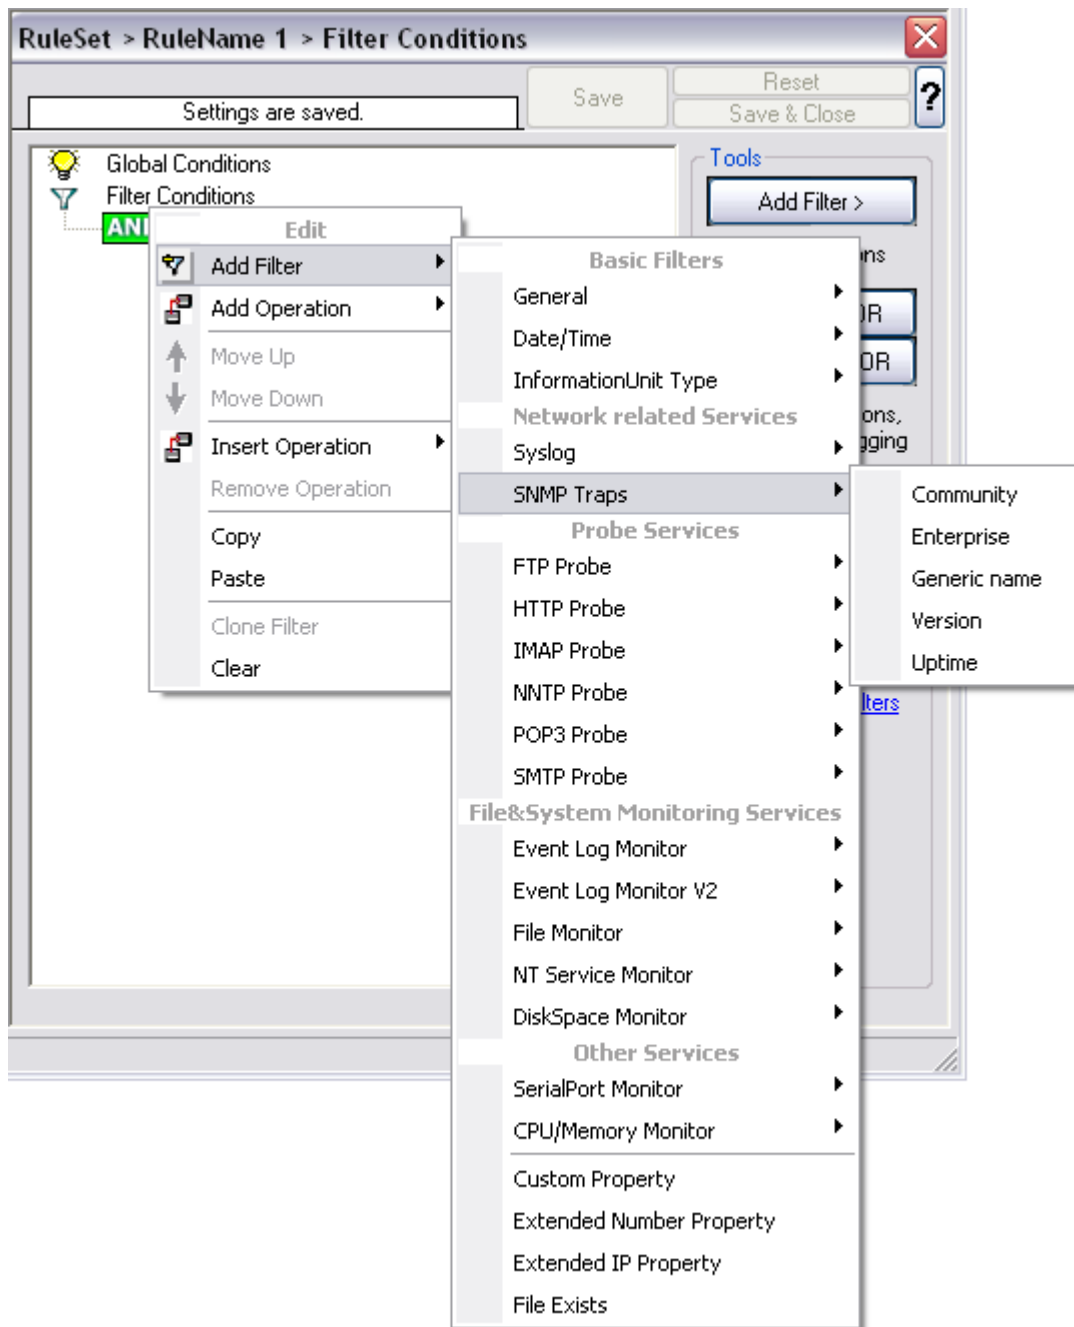 RuleSet > RuleName 1 > Filter Conditions
Settings are saved.
Save
Reset
Save & Close
?
Global Conditions
Filter Conditions
Tools
Add Filter >
Edit
Add Filter
Add Operation
Move Up
Move Down
Insert Operation
Remove Operation
Copy
Paste
Clone Filter
Clear
Basic Filters
General
Date/Time
InformationUnit Type
Network related Services
Syslog
SNMP Traps
Probe Services
FTP Probe
HTTP Probe
IMAP Probe
NNTP Probe
POP3 Probe
SMTP Probe
File&System Monitoring Services
Event Log Monitor
Event Log Monitor V2
File Monitor
NT Service Monitor
DiskSpace Monitor
Other Services
SerialPort Monitor
CPU/Memory Monitor
Custom Property
Extended Number Property
Extended IP Property
File Exists
Community
Enterprise
Generic name
Version
Uptime